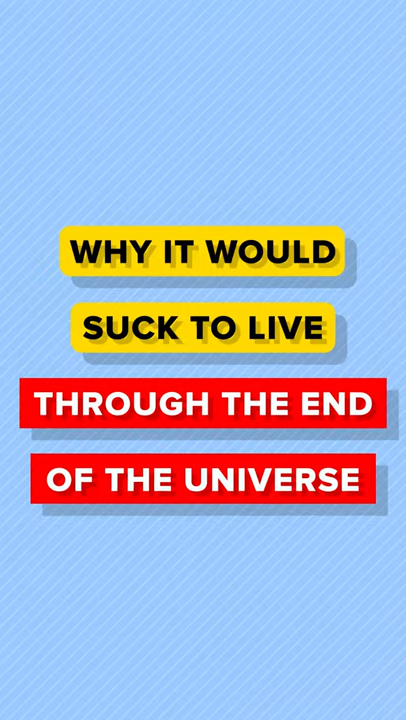 WHY IT WOULD
SUCK TO LIVE
THROUGH THE END
OF THE UNIVERSE